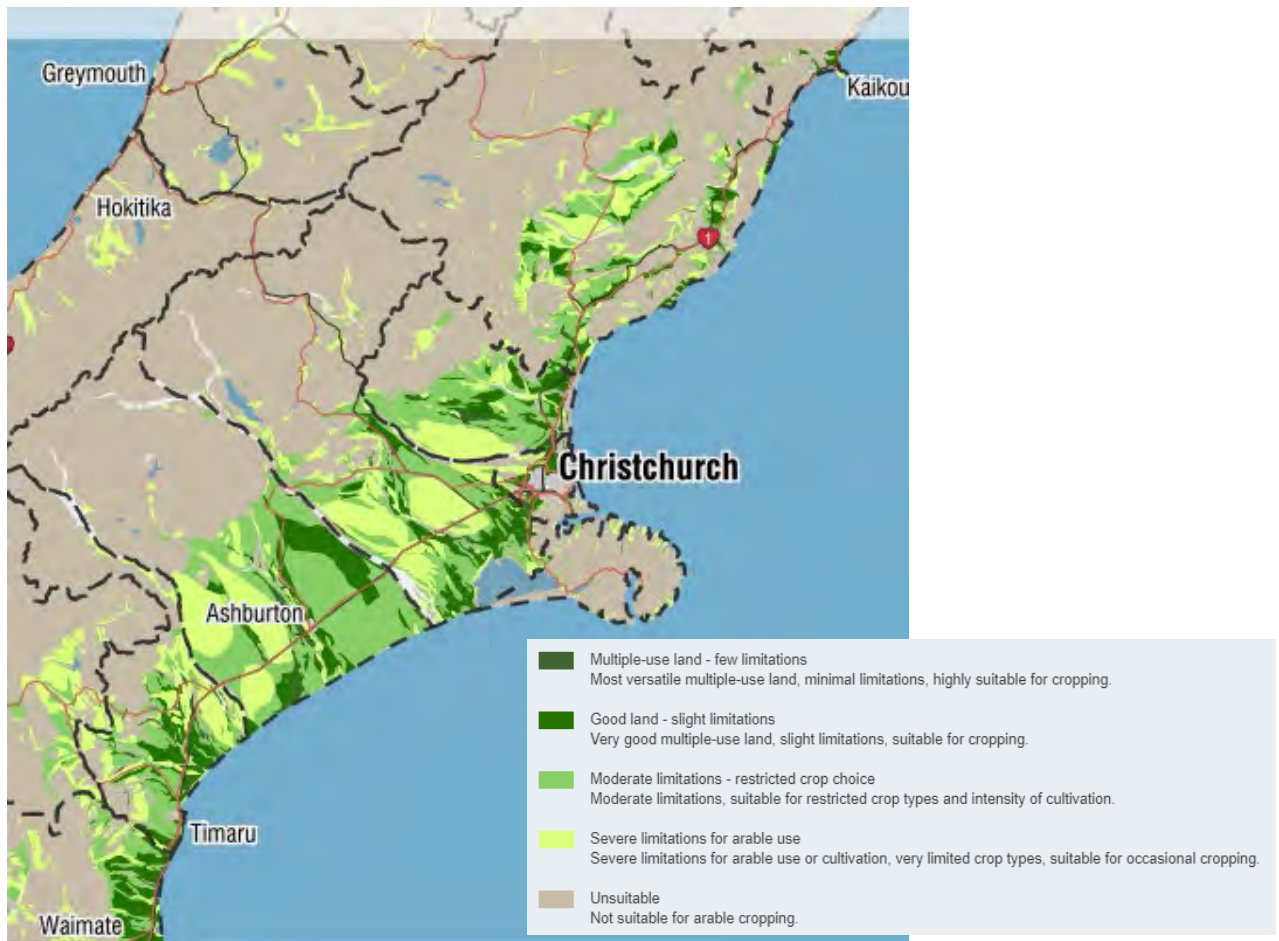 Greymouth
Kaikou
Hokitika
1
Christchurch
Ashburton
Timaru
Waimate
Multiple-use land - few limitations
Most versatile multiple-use land, minimal limitations, highly suitable for cropping.
Good land - slight limitations
Very good multiple-use land, slight limitations, suitable for cropping.
Moderate limitations - restricted crop choice
Moderate limitations, suitable for restricted crop types and intensity of cultivation.
Severe limitations for arable use
Severe limitations for arable use or cultivation, very limited crop types, suitable for occasional cropping.
Unsuitable
Not suitable for arable cropping.